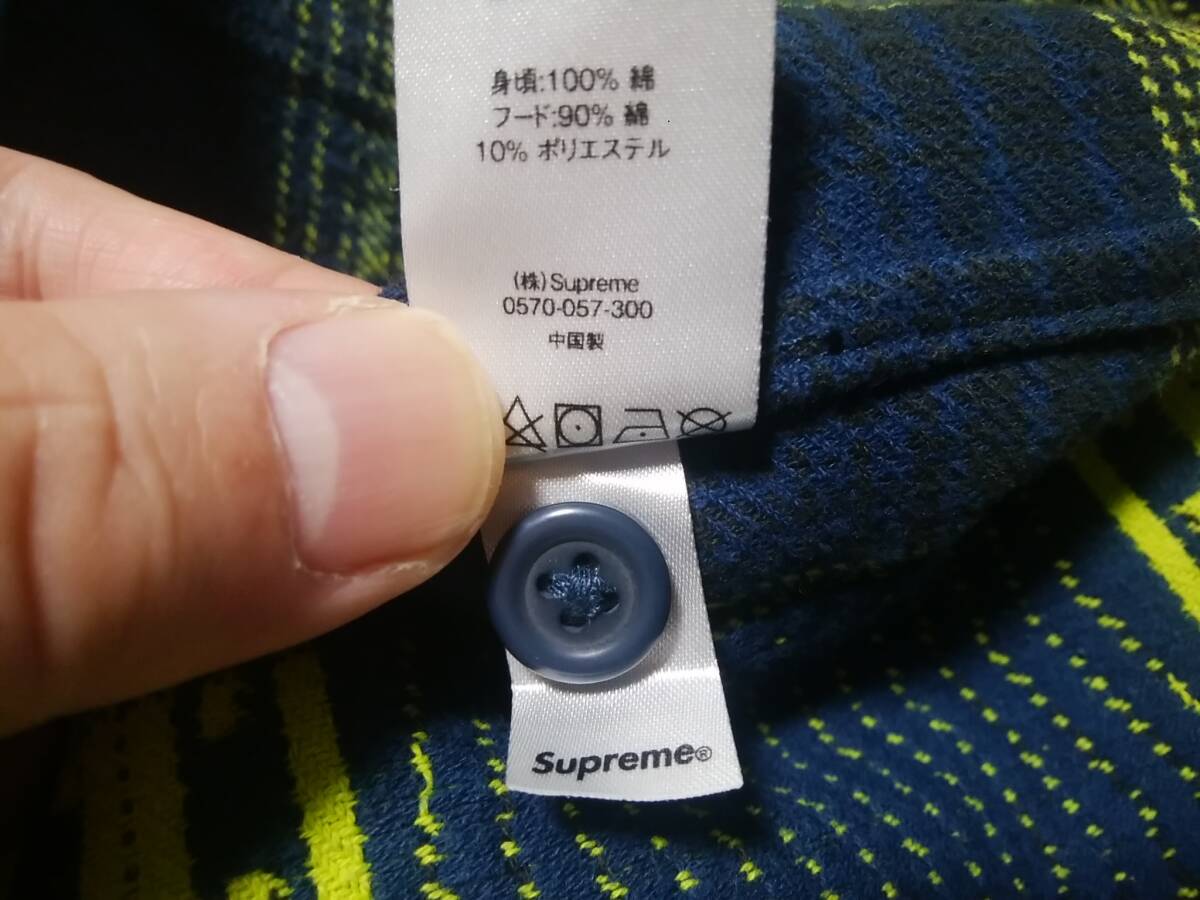 身頃:100% 綿
フード:90% 綿
10% ポリエステル
(株)Supreme
0570-057-300
中国製
Supreme®